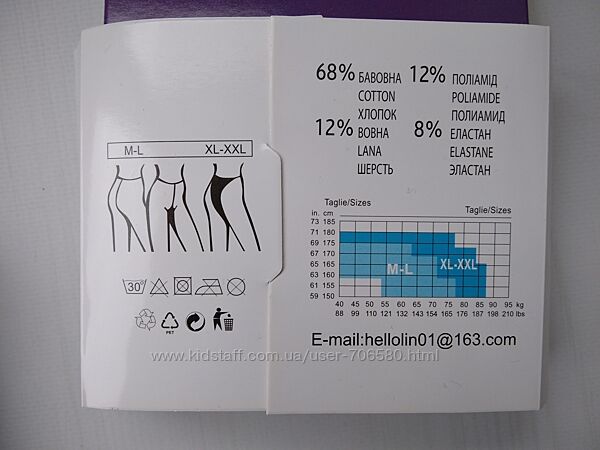 M-L XL-XXL
30°
PET
68% БАВОВНА
COTTON
ХЛОПОК
12% ПОЛІАМІД
POLIAMIDE
ПОЛИАМИД
12% ВОВНА
LANA
ШЕРСТЬ
8% ЕЛАСТАН
ELASTANE
ЭЛАСТАН
Taglie/Sizes
Taglie/Sizes
in. cm
73 185
71 180
69 175
67 170
65 165
63 160
61 155
59 150
M-L
XL-XXL
40 45 50 55 60 65 70 75 80 85 90 95 kg
88 99 110 121 132 143 154 165 176 187 198 210 lbs
E-mail:hellolin01@163.com
www.kidstaff.com.ua/user-706580.html